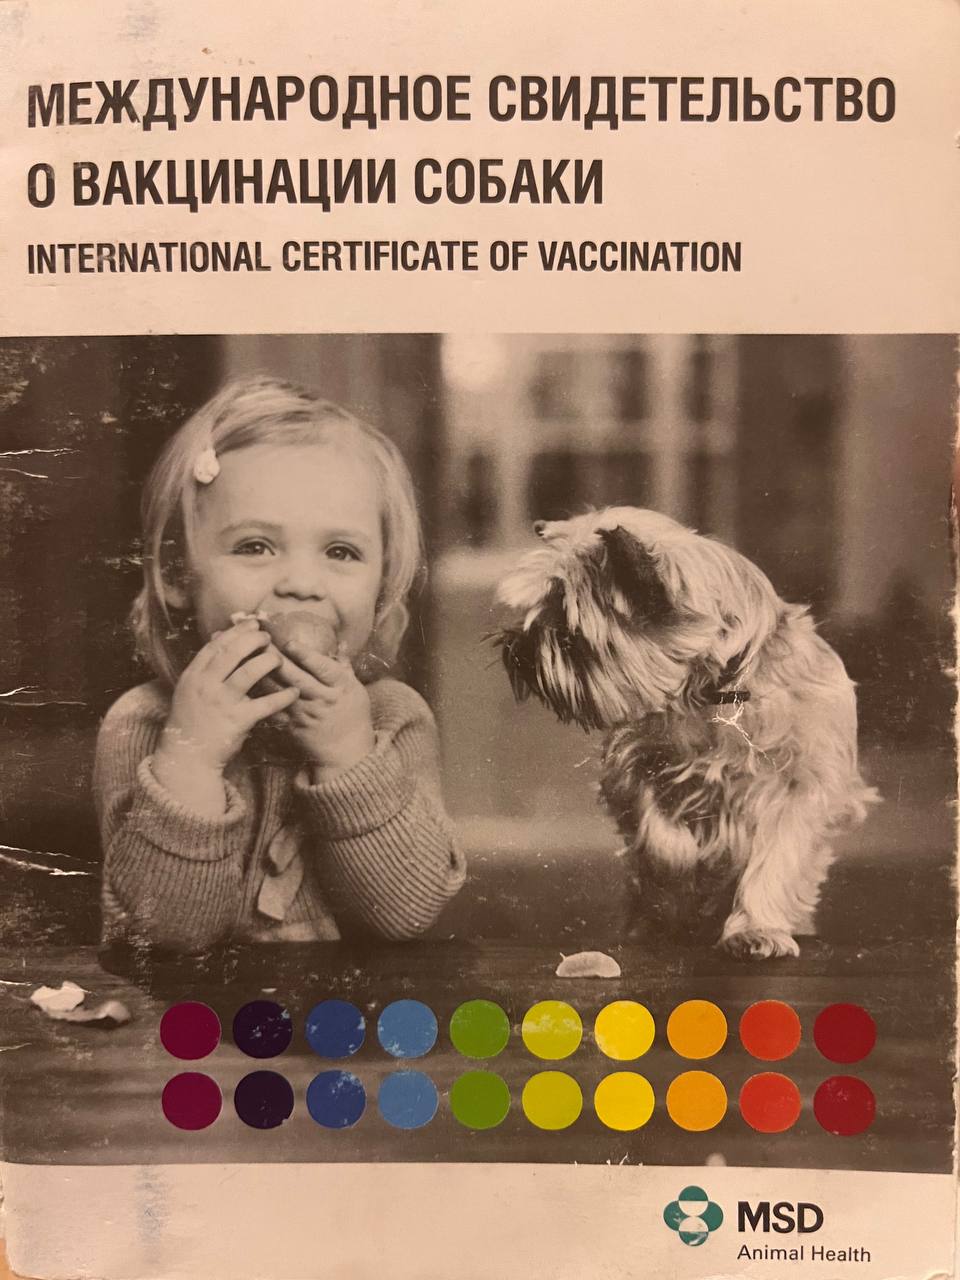 МЕЖДУНАРОДНОЕ СВИДЕТЕЛЬСТВО
О ВАКЦИНАЦИИ СОБАКИ
INTERNATIONAL CERTIFICATE OF VACCINATION
MSD
Animal Health